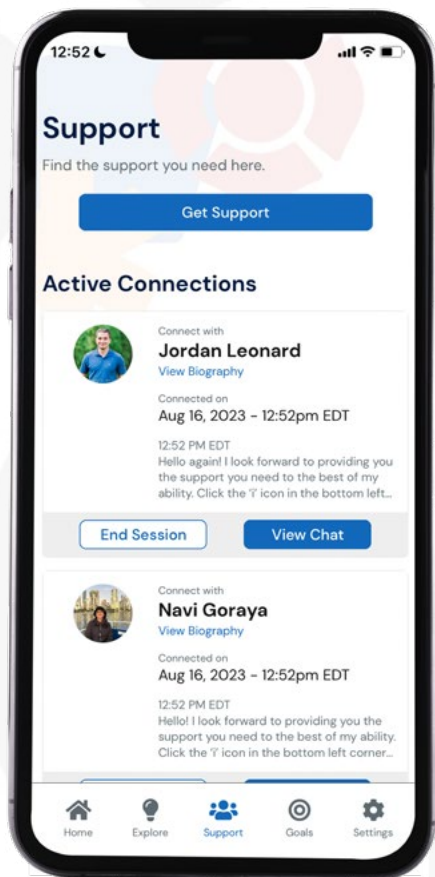 12:52
Support
Find the support you need here.
Get Support
Active Connections
Connect with
Jordan Leonard
View Biography
Connected on
Aug 16, 2023 - 12:52pm EDT
12:52 PM EDT
Hello again! I look forward to providing you
the support you need to the best of my
ability. Click the 'i' icon in the bottom left...
End Session
View Chat
Connect with
Navi Goraya
View Biography
Connected on
Aug 16, 2023 - 12:52pm EDT
12:52 PM EDT
Hello! I look forward to providing you the
support you need to the best of my ability.
Click the 'i' icon in the bottom left corner...
Home
Explore
Support
Goals
Settings